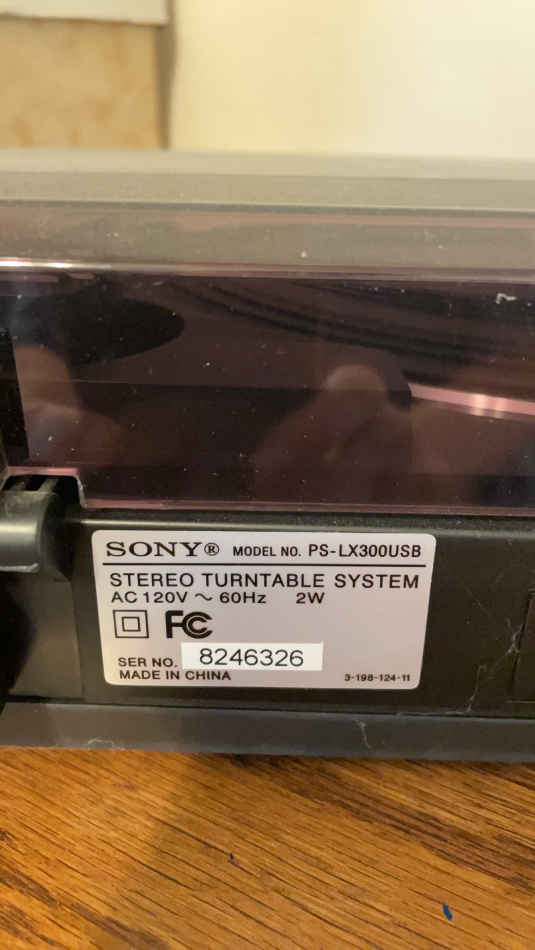 SONY® MODEL NO. PS-LX300USB
STEREO TURNTABLE SYSTEM
AC 120V ~ 60Hz 2W
FC
SER NO. 8246326
MADE IN CHINA 3-198-124-11